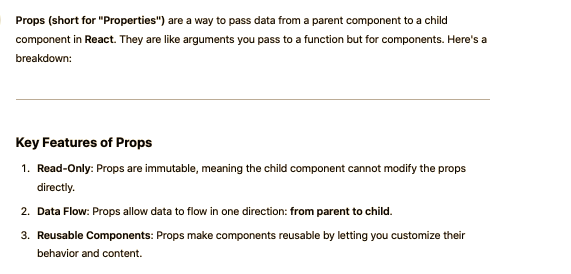 Props (short for "Properties") are a way to pass data from a parent component to a child
component in React. They are like arguments you pass to a function but for components. Here's a
breakdown:
Key Features of Props
1. Read-Only: Props are immutable, meaning the child component cannot modify the props
directly.
2. Data Flow: Props allow data to flow in one direction: from parent to child.
3. Reusable Components: Props make components reusable by letting you customize their
behavior and content.